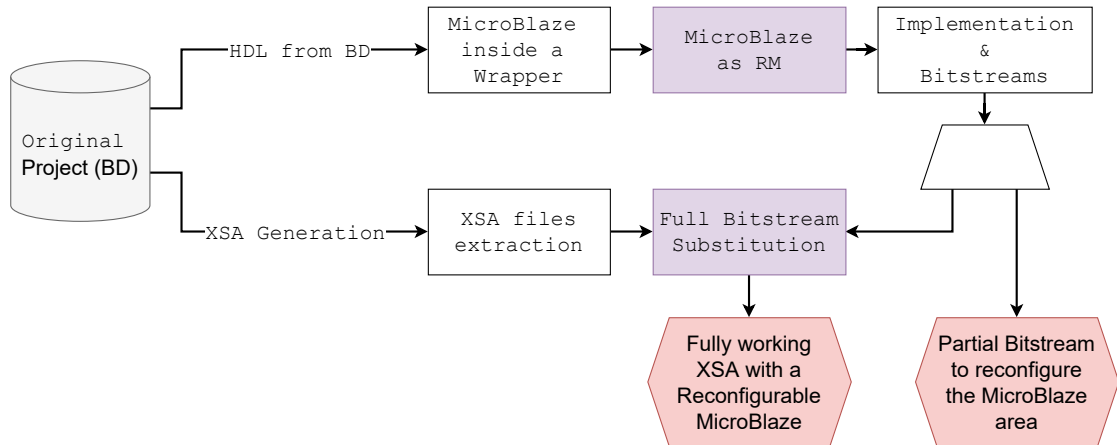 Original
Project (BD)
HDL from BD
MicroBlaze
inside a
Wrapper
MicroBlaze
as RM
Implementation
&
Bitstreams
XSA Generation
XSA files
extraction
Full Bitstream
Substitution
Fully working
XSA with a
Reconfigurable
MicroBlaze
Partial Bitstream
to reconfigure
the MicroBlaze
area